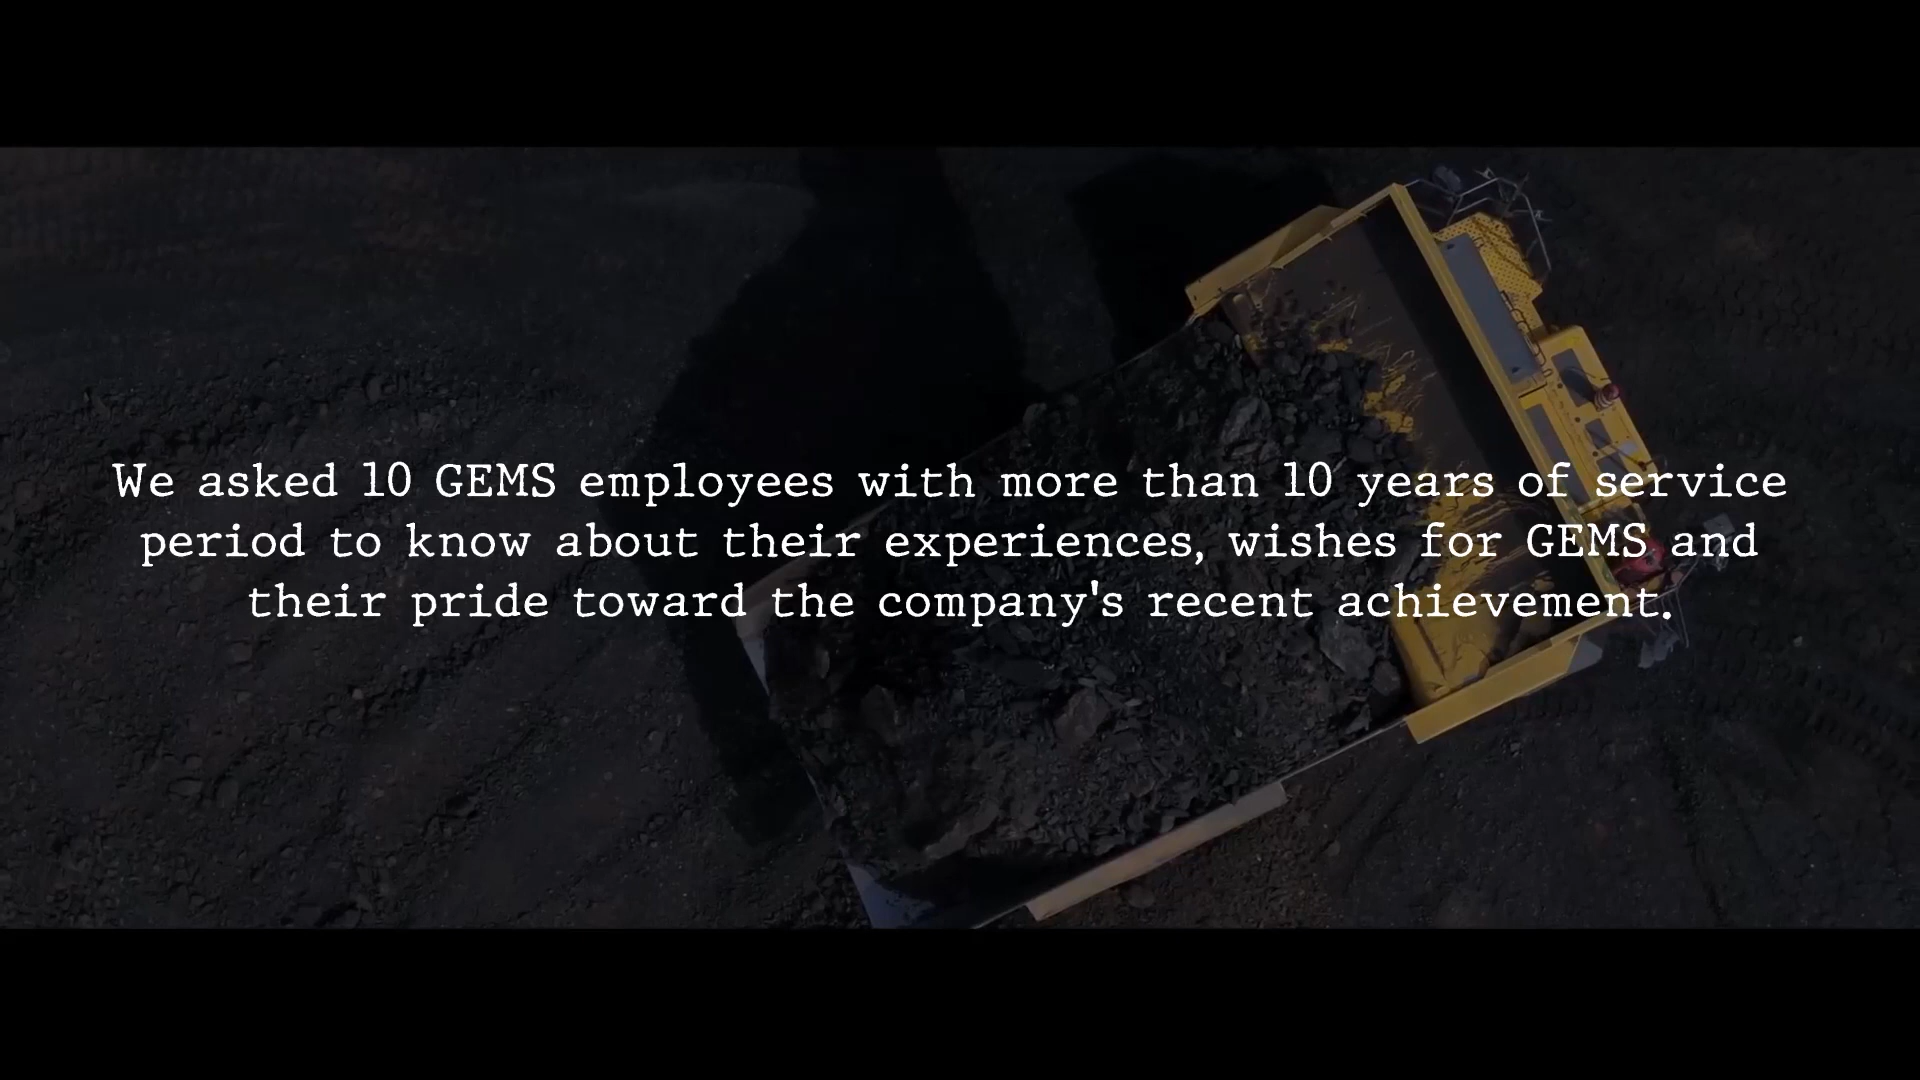 We asked 10 GEMS employees with more than 10 years of service
period to know about their experiences, wishes for GEMS and
their pride toward the company's recent achievement.